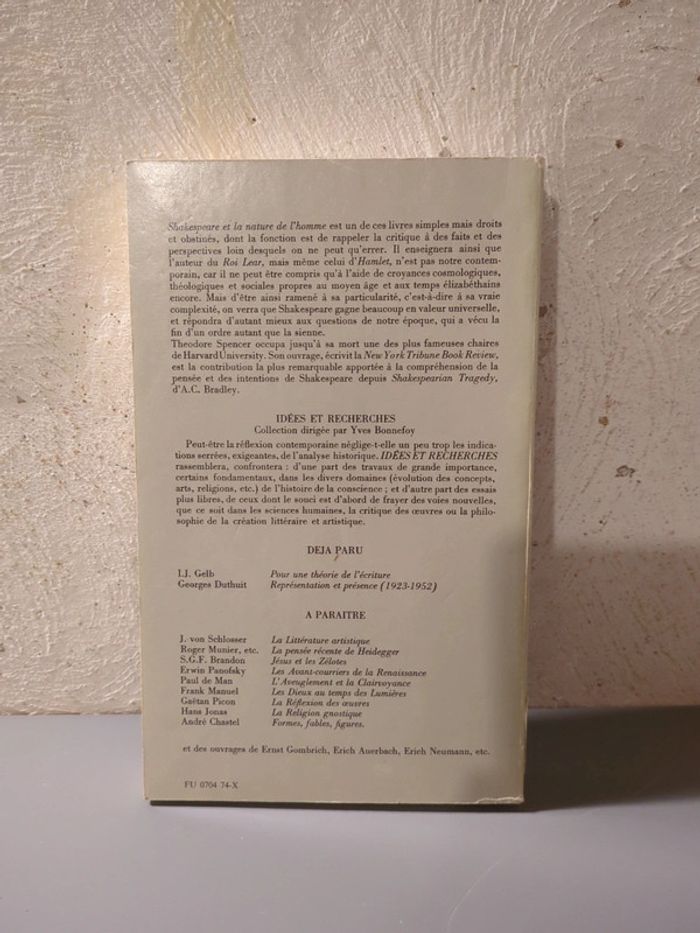 Shakespeare et la nature de l'homme est un de ces livres simples mais droits
et obstinés, dont la fonction est de rappeler la critique à des faits et des
perspectives loin desquels on ne peut qu'errer. Il enseignera ainsi que
l'auteur du Roi Lear, mais même celui d'Hamlet, n'est pas notre contem-
porain, car il ne peut être compris qu'à l'aide de croyances cosmologiques,
théologiques et sociales propres au moyen âge et aux temps élizabéthains
encore. Mais d'être ainsi ramené à sa particularité, c'est-à-dire à sa vraie
complexité, on verra que Shakespeare gagne beaucoup en valeur universelle,
et répondra d'autant mieux aux questions de notre époque, qui a vécu la
fin d'un ordre autant que la sienne.
Theodore Spencer occupa jusqu'à sa mort une des plus fameuses chaires
de Harvard University. Son ouvrage, écrivit la New York Tribune Book Review,
est la contribution la plus remarquable apportée à la compréhension de la
pensée et des intentions de Shakespeare depuis Shakespearian Tragedy,
d'A.C. Bradley.
IDÉES ET RECHERCHES
Collection dirigée par Yves Bonnefoy
Peut-être la réflexion contemporaine néglige-t-elle un peu trop les indica-
tions serrées, exigeantes, de l'analyse historique. IDÉES ET RECHERCHES
rassemblera, confrontera : d'une part des travaux de grande importance,
certains fondamentaux, dans les divers domaines (évolution des concepts,
arts, religions, etc.) de l'histoire de la conscience ; et d'autre part des essais
plus libres, de ceux dont le souci est d'abord de frayer des voies nouvelles,
que ce soit dans les sciences humaines, la critique des œuvres ou la philo-
sophie de la création littéraire et artistique.
DEJA PARU
I.J. Gelb Pour une théorie de l'écriture
Georges Duthuit Représentation et présence (1923-1952)
A PARAITRE
J. von Schlosser La Littérature artistique
Roger Munier, etc. La pensée récente de Heidegger
S.G.F. Brandon Jésus et les Zélotes
Erwin Panofsky Les Avant-courriers de la Renaissance
Paul de Man L'Aveuglement et la Clairvoyance
Frank Manuel Les Dieux au temps des Lumières
Gaëtan Picon La Réflexion des œuvres
Hans Jonas La Religion gnostique
André Chastel Formes, fables, figures.
et des ouvrages de Ernst Gombrich, Erich Auerbach, Erich Neumann, etc.
FU 0704 74-X